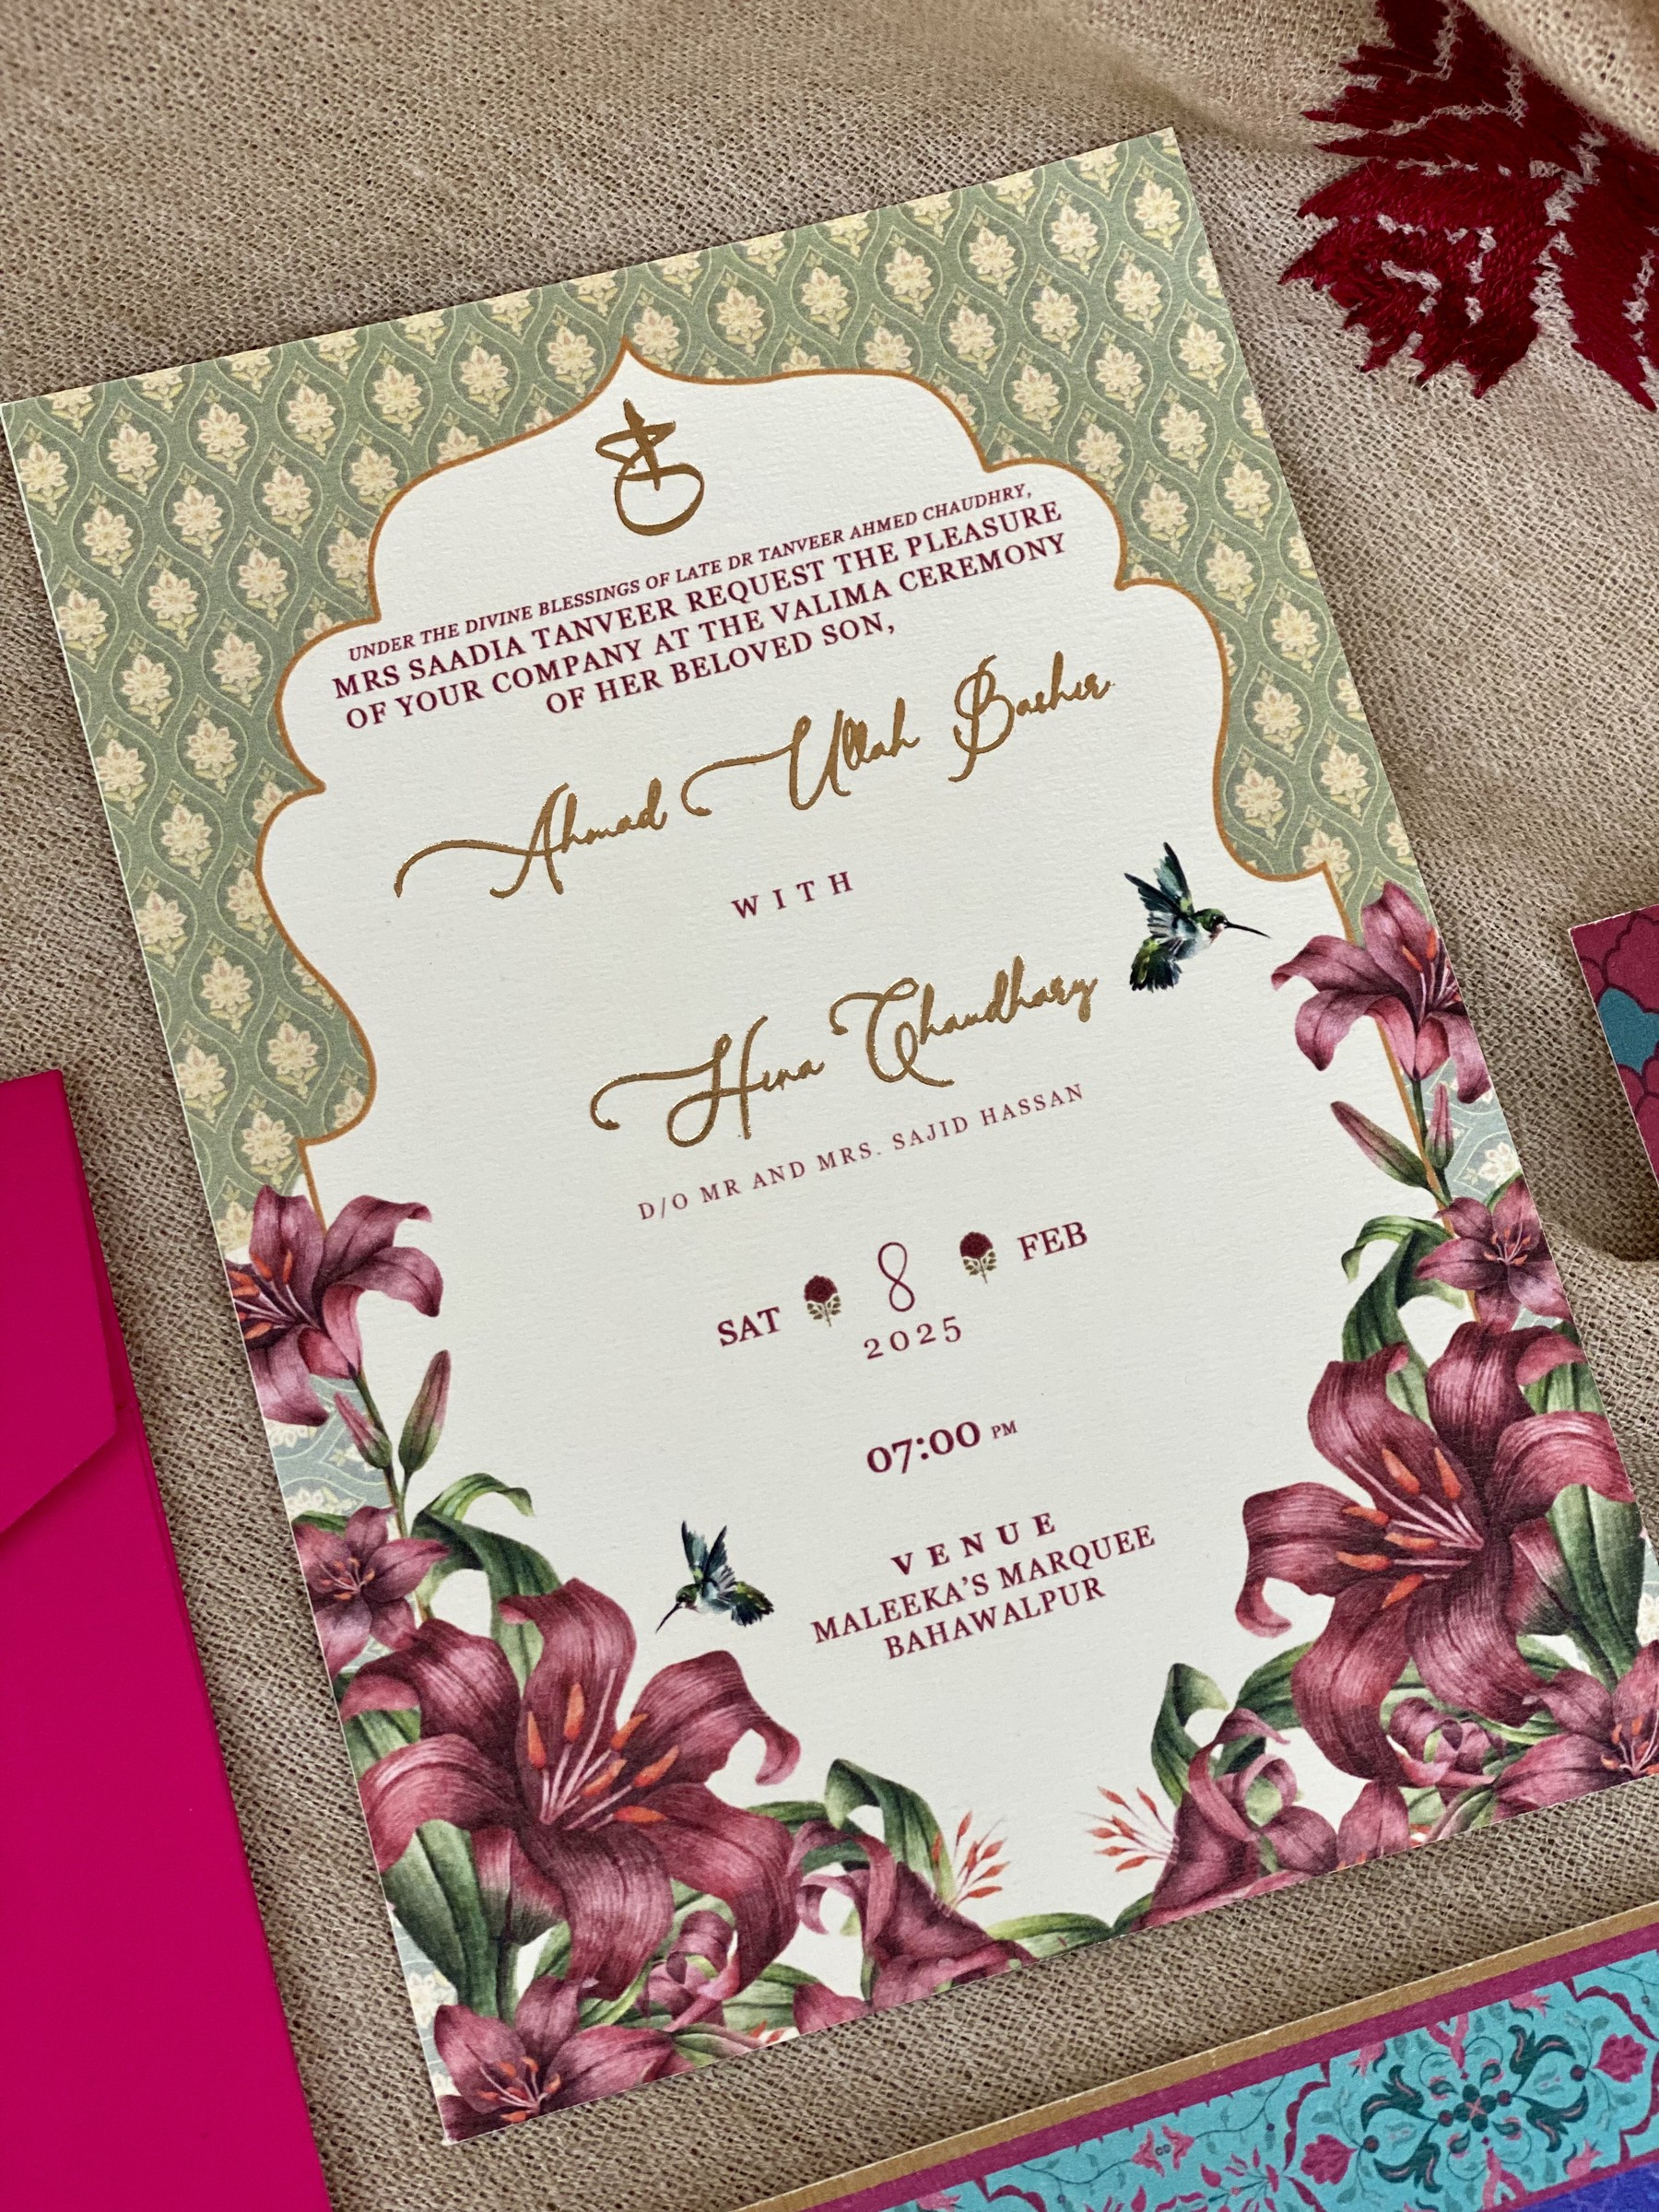 UNDER THE DIVINE BLESSINGS OF LATE DR TANVEER AHMED CHAUDHRY,
MRS SAADIA TANVEER REQUEST THE PLEASURE
OF YOUR COMPANY AT THE VALIMA CEREMONY
OF HER BELOVED SON,
Ahmad Ullah Basher
WITH
Hina Chaudhary
D/O MR AND MRS. SAJID HASSAN
SAT 8 FEB
2025
07:00 PM
VENUE
MALEEKA'S MARQUEE
BAHAWALPUR